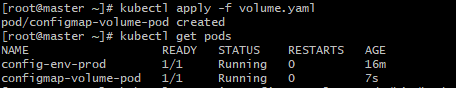 [root@master ~]# kubectl apply -f volume.yaml
pod/configmap-volume-pod created
[root@master ~]# kubectl get pods
NAME READY STATUS RESTARTS AGE
config-env-prod 1/1 Running 0 16m
configmap-volume-pod 1/1 Running 0 7s